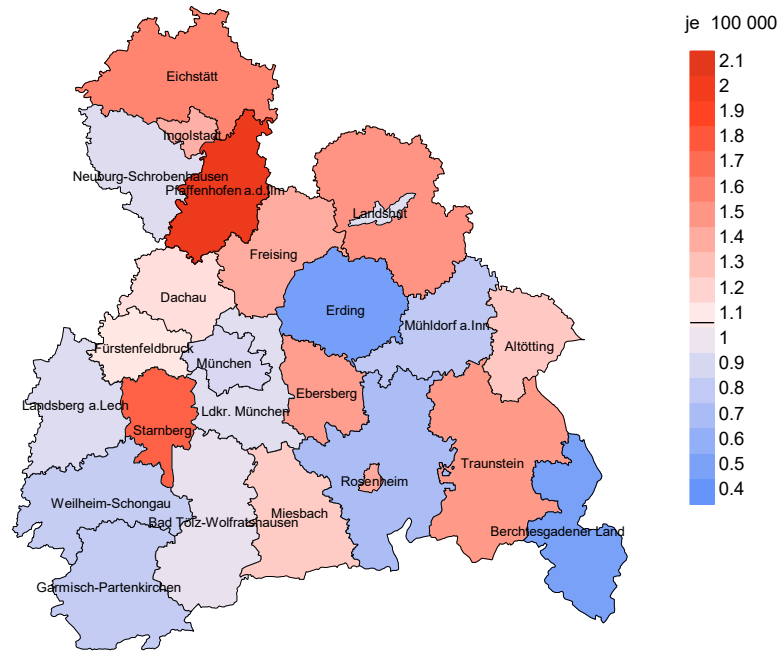 je 100 000
2.1
2
1.9
1.8
1.7
1.6
1.5
1.4
1.3
1.2
1.1
1
0.9
0.8
0.7
0.6
0.5
0.4
Eichstätt
Ingolstadt
Neuburg-Schrobenhausen
Pfaffenhofen a.d.Ilm
Landshut
Freising
Dachau
Erding
Mühldorf a.Inn
Fürstenfeldbruck
München
Altötting
Ebersberg
Landsberg a.Lech
Ldkr. München
Starnberg
Traunstein
Rosenheim
Weilheim-Schongau
Miesbach
Bad Tölz-Wolfratshausen
Berchtesgadener Land
Garmisch-Partenkirchen